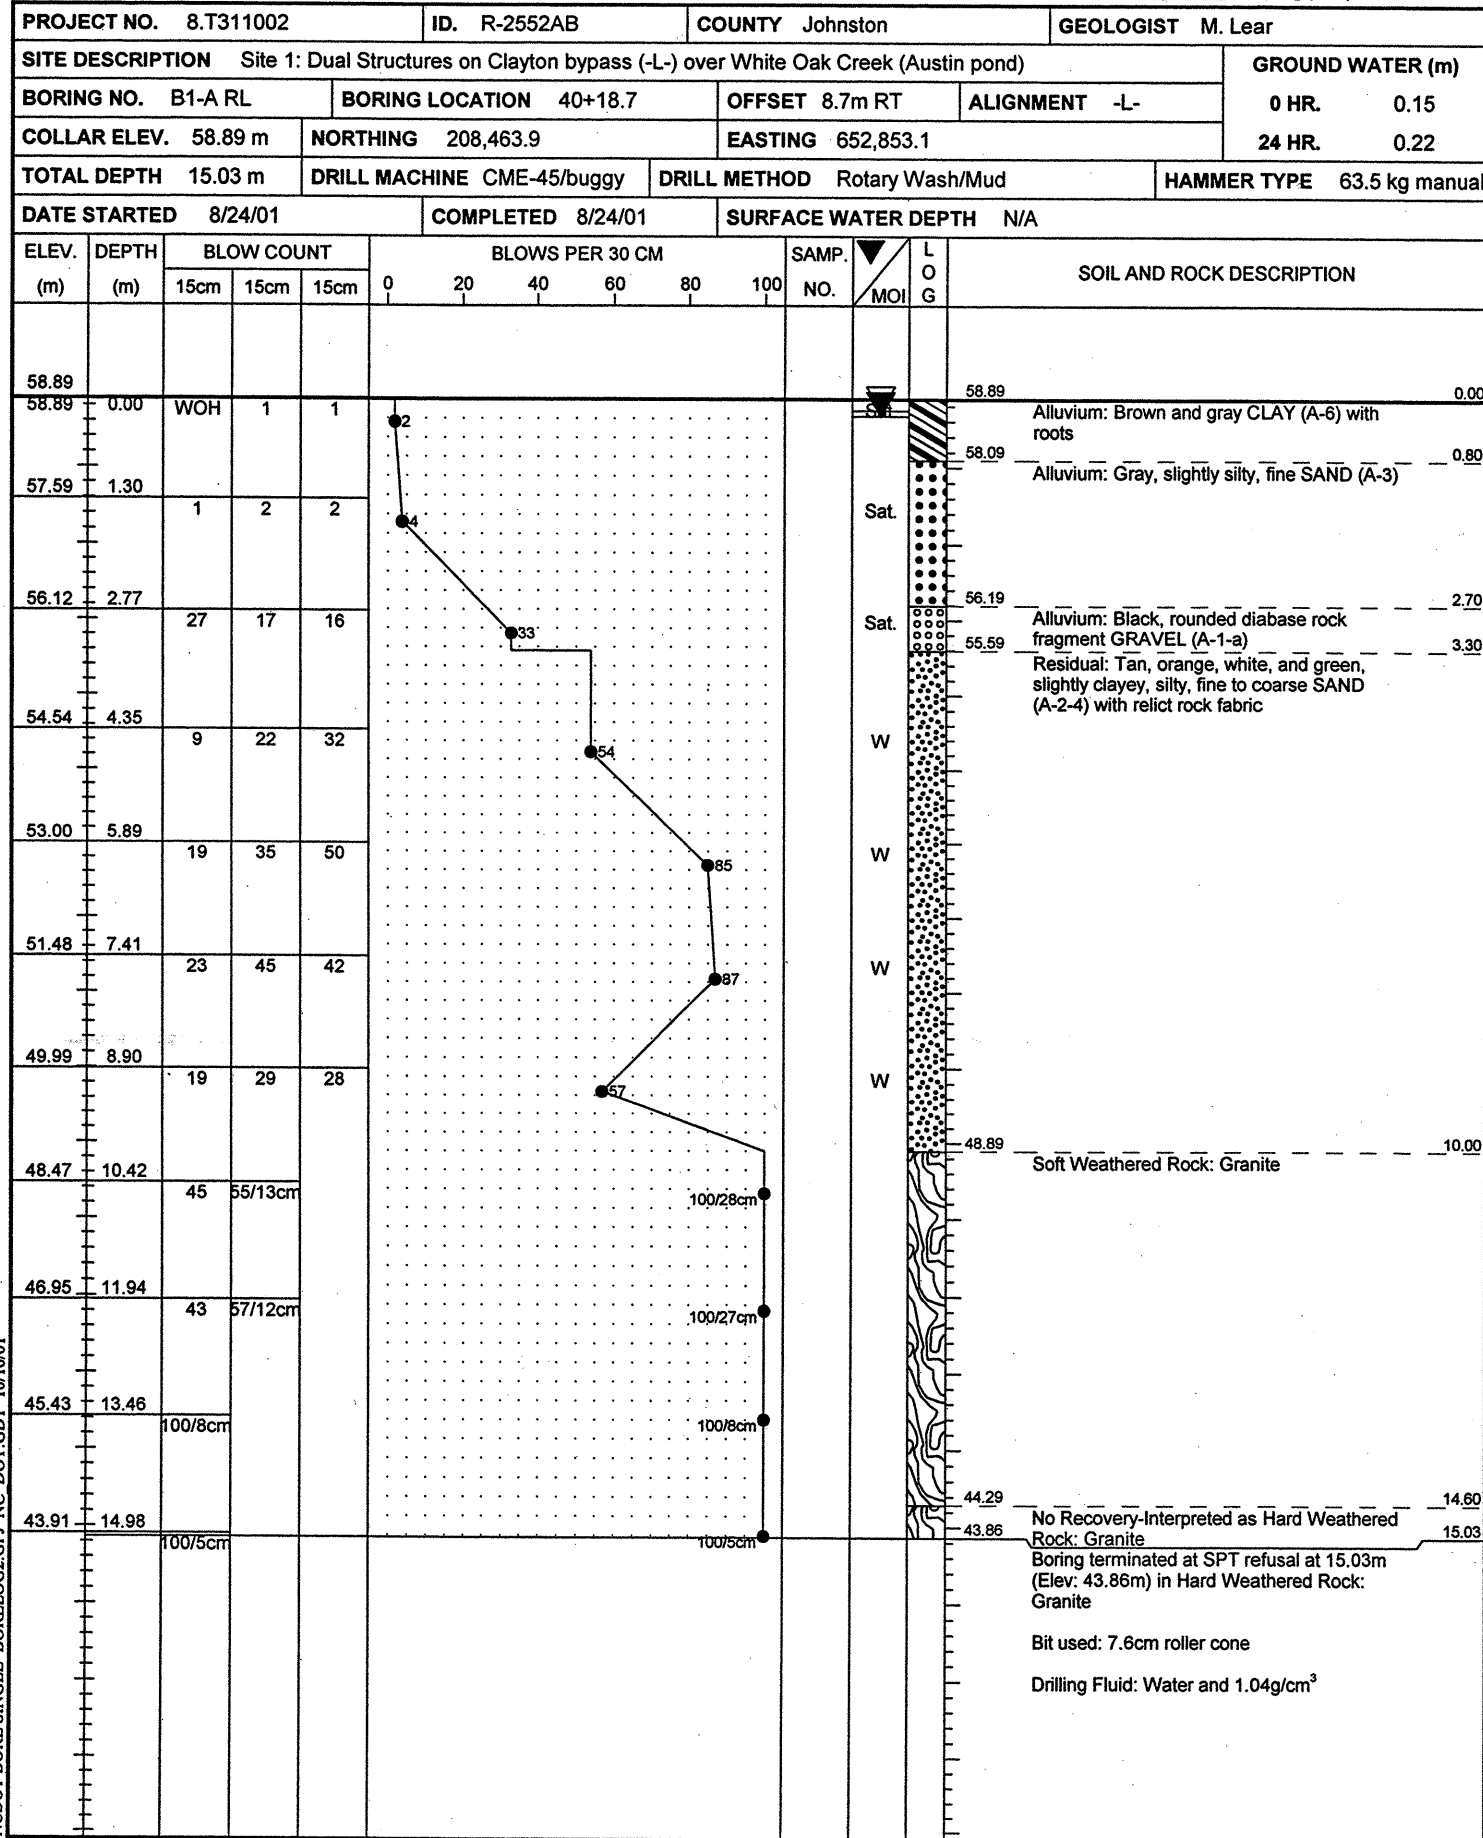 PROJECT NO. 8.T311002 ID. R-2552AB COUNTY Johnston GEOLOGIST M. Lear
SITE DESCRIPTION Site 1: Dual Structures on Clayton bypass (-L-) over White Oak Creek (Austin pond) GROUND WATER (m)
BORING NO. B1-A RL BORING LOCATION 40+18.7 OFFSET 8.7m RT ALIGNMENT -L- 0 HR. 0.15
COLLAR ELEV. 58.89 m NORTHING 208,463.9 EASTING 652,853.1 24 HR. 0.22
TOTAL DEPTH 15.03 m DRILL MACHINE CME-45/buggy DRILL METHOD Rotary Wash/Mud HAMMER TYPE 63.5 kg manual
DATE STARTED 8/24/01 COMPLETED 8/24/01 SURFACE WATER DEPTH N/A
ELEV. DEPTH BLOW COUNT BLOWS PER 30 CM SAMP. L
O SOIL AND ROCK DESCRIPTION
(m) (m) 15cm 15cm 15cm 0 20 40 60 80 100 NO. MOI G
58.89
58.89 0.00 WOH 1 1 58.89 0.00
2 Alluvium: Brown and gray CLAY (A-6) with
roots
58.09 0.80
Alluvium: Gray, slightly silty, fine SAND (A-3)
57.59 1.30
1 2 2 4 Sat.
56.12 2.77 56.19 2.70
27 17 16 33 Sat. Alluvium: Black, rounded diabase rock
fragment GRAVEL (A-1-a)
55.59 3.30
Residual: Tan, orange, white, and green,
slightly clayey, silty, fine to coarse SAND
(A-2-4) with relict rock fabric
54.54 4.35
9 22 32 54 W
53.00 5.89
19 35 50 85 W
51.48 7.41
23 45 42 87 W
49.99 8.90
19 29 28 57 W
48.89 10.00
Soft Weathered Rock: Granite
48.47 10.42
45 55/13cm 100/28cm
46.95 11.94
43 57/12cm 100/27cm
45.43 13.46
100/8cm 100/8cm
44.29 14.60
43.91 14.98 No Recovery-Interpreted as Hard Weathered
43.86 Rock: Granite 15.03
100/5cm 100/5cm
Boring terminated at SPT refusal at 15.03m
(Elev: 43.86m) in Hard Weathered Rock:
Granite
Bit used: 7.6cm roller cone
Drilling Fluid: Water and 1.04g/cm³